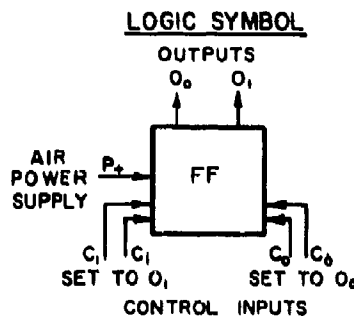 LOGIC SYMBOL
OUTPUTS
O₀ O₁
AIR
POWER
SUPPLY
P+
FF
C₁ C₁ C₀ C₀
SET TO O₁ SET TO O₀
CONTROL INPUTS